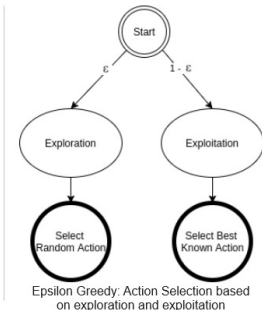 Start
ε
1 - ε
Exploration
Exploitation
Select
Random Action
Select Best
Known Action
Epsilon Greedy: Action Selection based
on exploration and exploitation